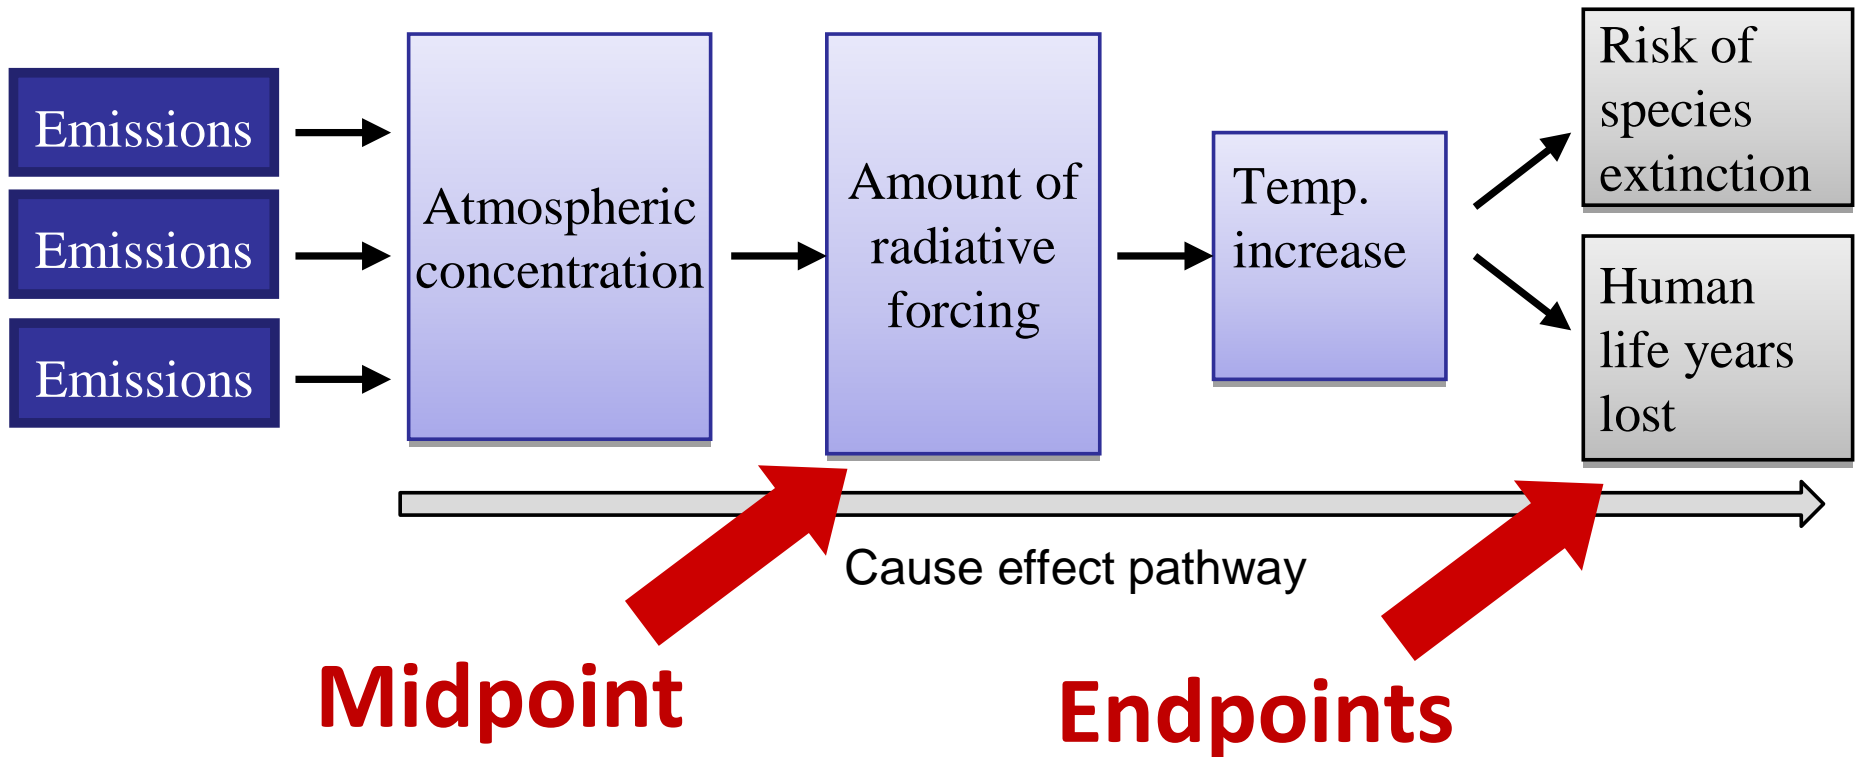 Emissions
Emissions
Emissions
Atmospheric
concentration
Amount of
radiative
forcing
Temp.
increase
Risk of
species
extinction
Human
life years
lost
Cause effect pathway
Midpoint
Endpoints